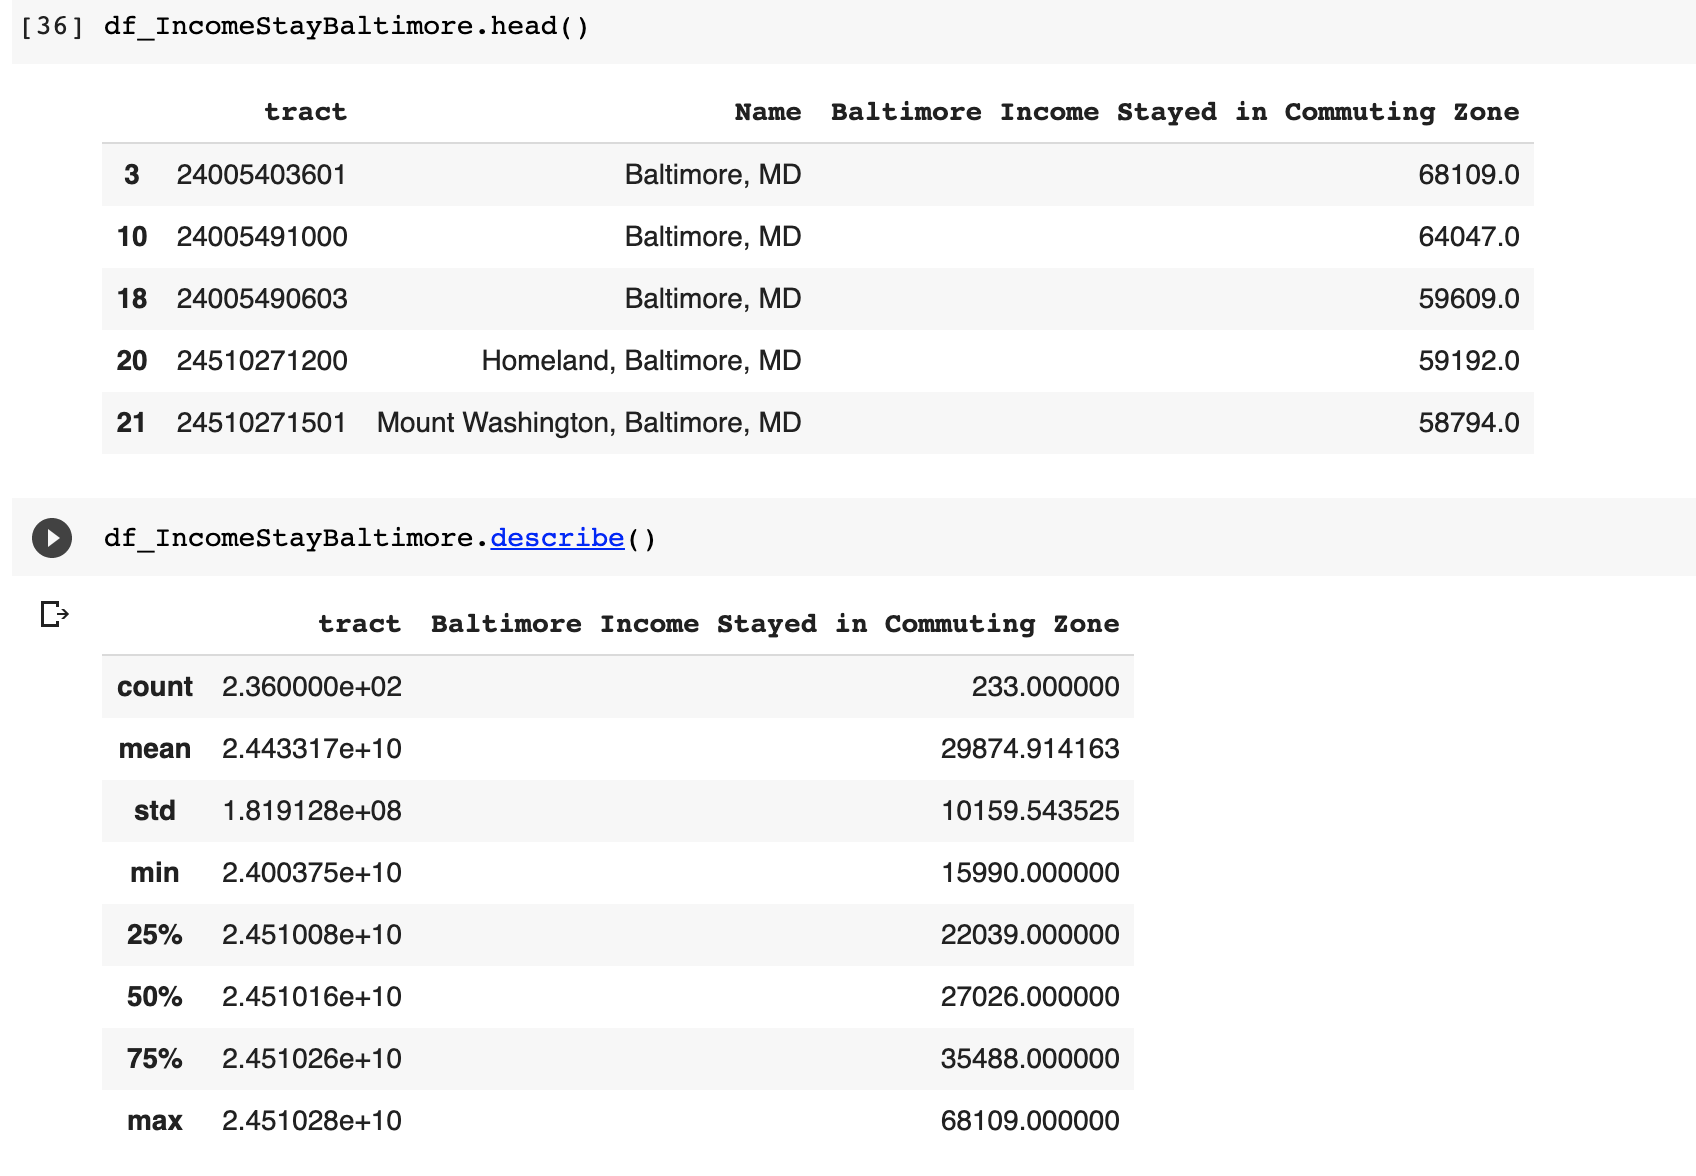 [36] df_IncomeStayBaltimore.head()
tract Name Baltimore Income Stayed in Commuting Zone
3 24005403601 Baltimore, MD 68109.0
10 24005491000 Baltimore, MD 64047.0
18 24005490603 Baltimore, MD 59609.0
20 24510271200 Homeland, Baltimore, MD 59192.0
21 24510271501 Mount Washington, Baltimore, MD 58794.0
df_IncomeStayBaltimore.describe()
tract Baltimore Income Stayed in Commuting Zone
count 2.360000e+02 233.000000
mean 2.443317e+10 29874.914163
std 1.819128e+08 10159.543525
min 2.400375e+10 15990.000000
25% 2.451008e+10 22039.000000
50% 2.451016e+10 27026.000000
75% 2.451026e+10 35488.000000
max 2.451028e+10 68109.000000